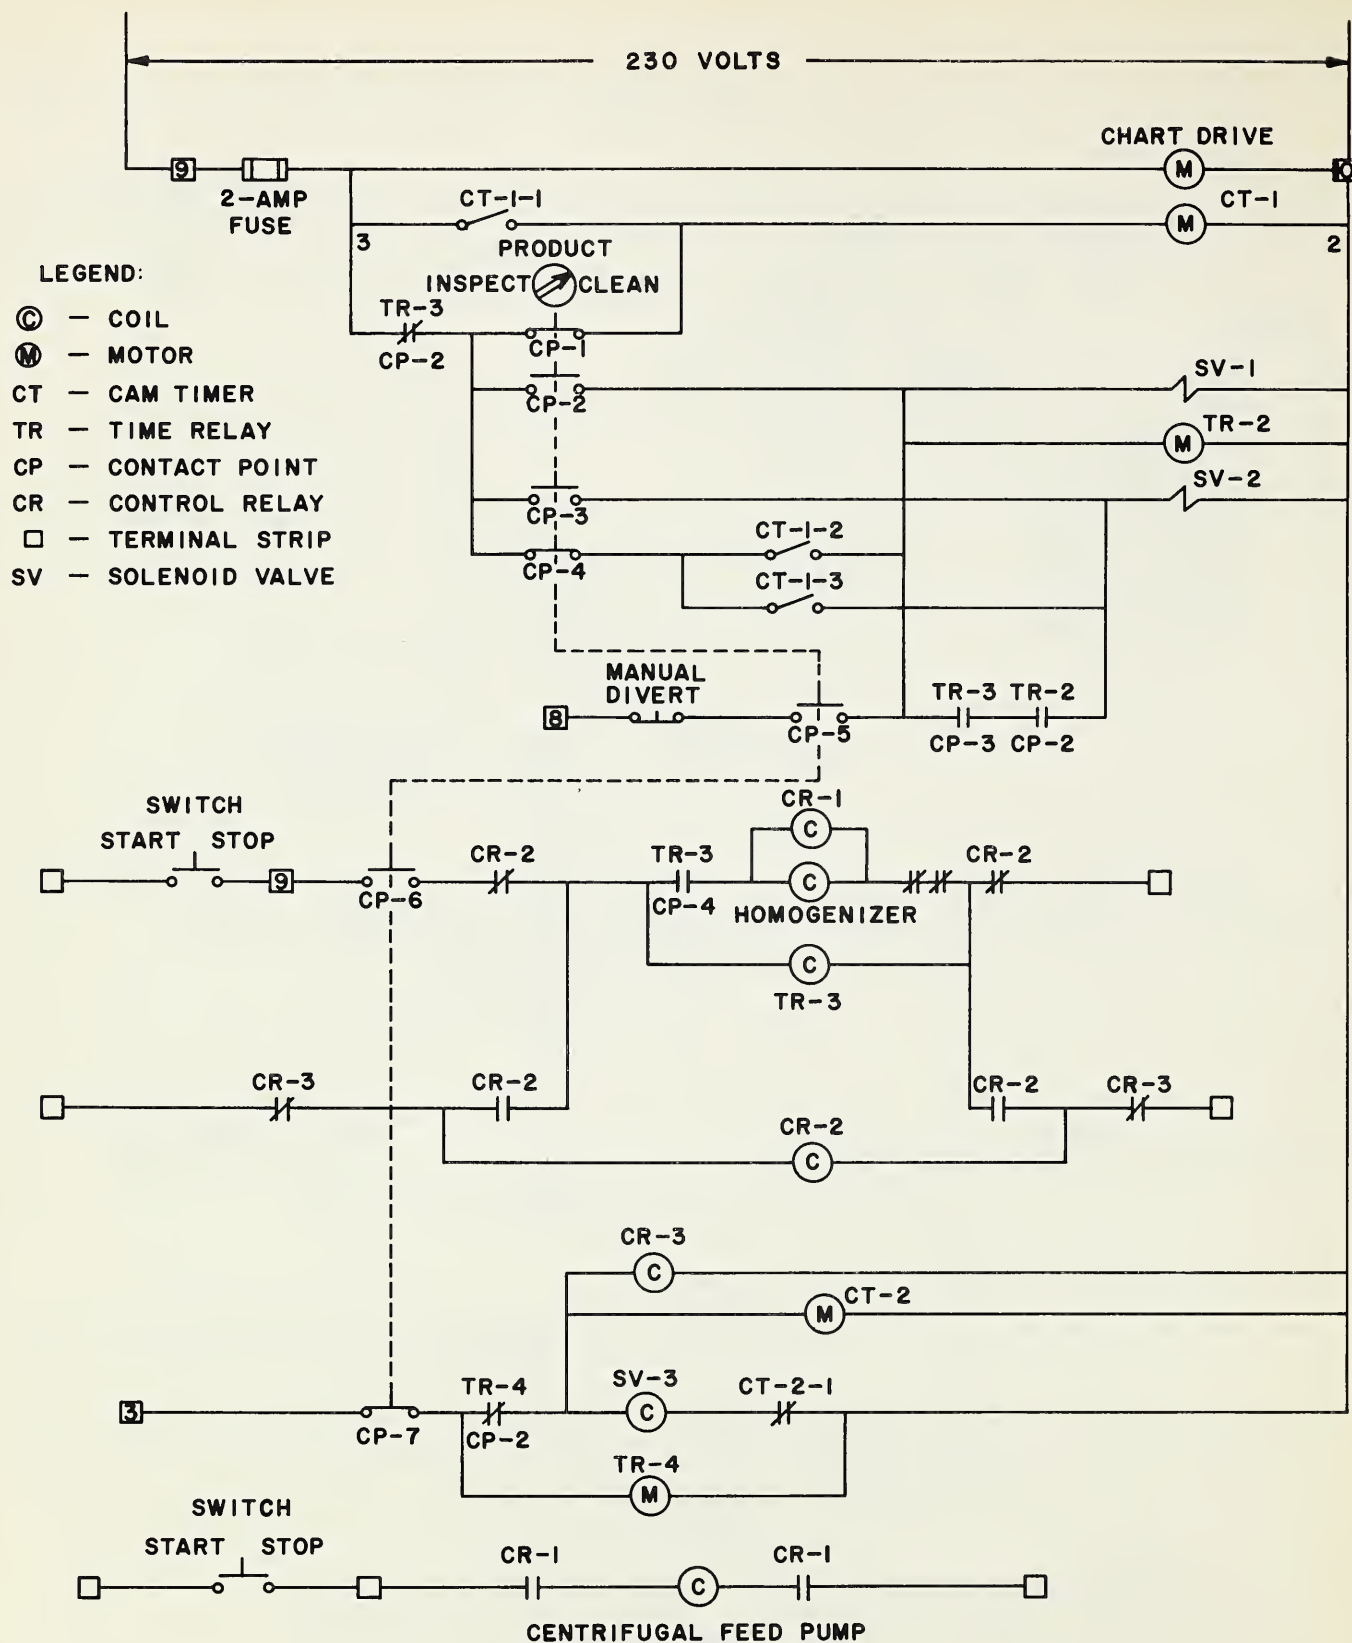 230 VOLTS
CHART DRIVE
9
M
2-AMP
FUSE
CT-1-1
CT-1
M
3
2
PRODUCT
INSPECT CLEAN
LEGEND:
C — COIL
M — MOTOR
CT — CAM TIMER
TR — TIME RELAY
CP — CONTACT POINT
CR — CONTROL RELAY
— TERMINAL STRIP
SV — SOLENOID VALVE
TR-3
CP-2
CP-1
SV-1
CP-2
TR-2
M
SV-2
CP-3
CT-1-2
CP-4
CT-1-3
MANUAL
DIVERT
TR-3 TR-2
8
CP-5
CP-3 CP-2
SWITCH
START STOP
CR-1
C
9
CP-6
CR-2
TR-3
CP-4
C
HOMOGENIZER
CR-2
C
TR-3
CR-3
CR-2
CR-2
CR-3
CR-2
C
CR-3
C
CT-2
M
3
CP-7
TR-4
CP-2
SV-3
C
CT-2-1
TR-4
M
SWITCH
START STOP
CR-1
C
CR-1
CENTRIFUGAL FEED PUMP